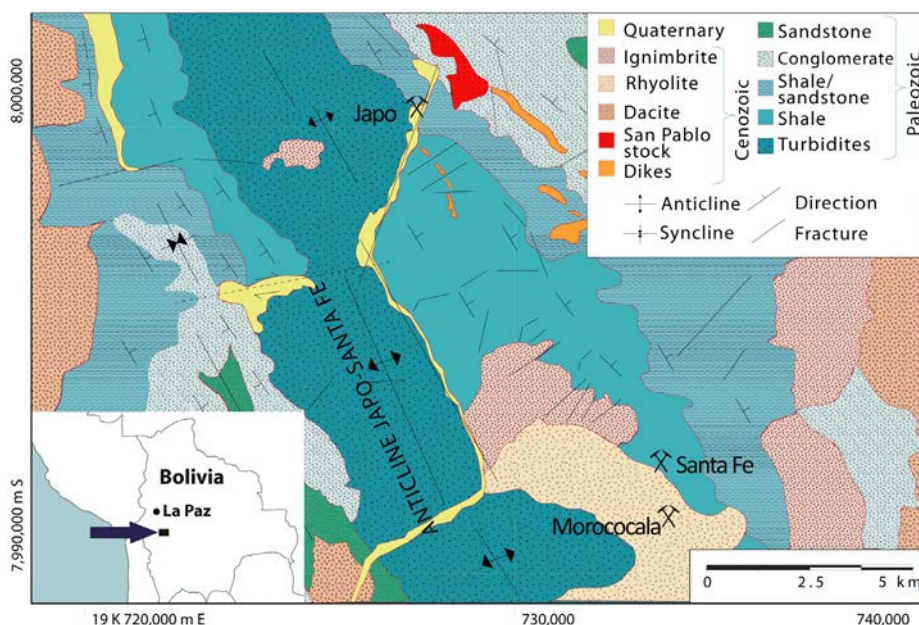 Quaternary
Ignimbrite
Rhyolite
Dacite
San Pablo
stock
Dikes
Cenozoic
Sandstone
Conglomerate
Shale/
sandstone
Shale
Turbidites
Paleozoic
Anticline
Direction
Syncline
Fracture
8,000,000
Japo
ANTICLINE JAPO-SANTA FE
Santa Fe
Morococala
Bolivia
La Paz
7,990,000 m S
0 2.5 5 km
19 K 720,000 m E
730,000
740,000